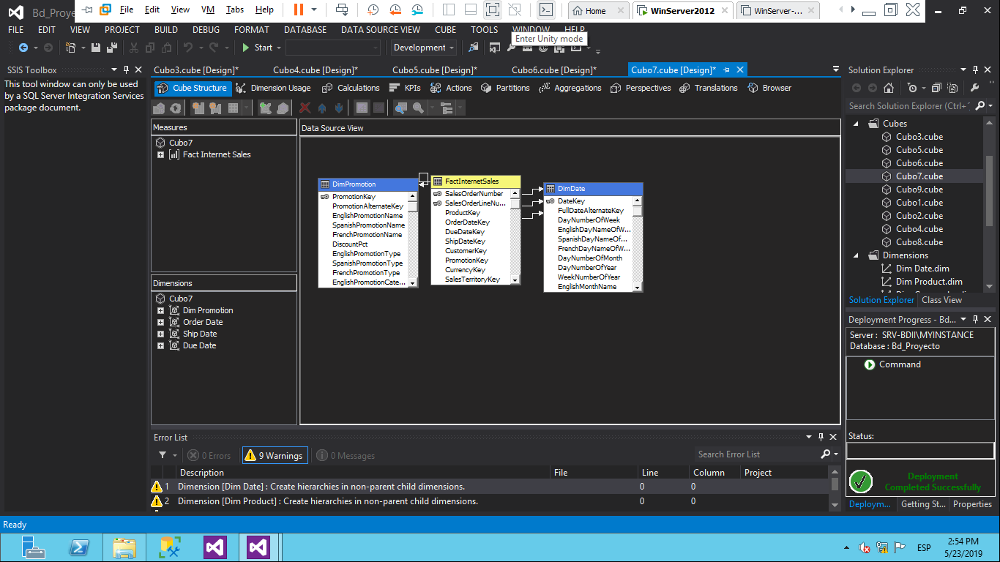 Bd_Proye
File Edit View VM Tabs Help
Home
WinServer2012
WinServer-...
FILE EDIT VIEW PROJECT BUILD DEBUG FORMAT DATABASE DATA SOURCE VIEW CUBE TOOLS WINDOW HELP
Enter Unity mode
Start
Development
SSIS Toolbox
This tool window can only be used
by a SQL Server Integration Services
package document.
Cubo3.cube [Design]* Cubo4.cube [Design]* Cubo5.cube [Design]* Cubo6.cube [Design]* Cubo7.cube [Design]*
Cube Structure Dimension Usage Calculations KPIs Actions Partitions Aggregations Perspectives Translations Browser
Measures
Cubo7
Fact Internet Sales
Dimensions
Cubo7
Dim Promotion
Order Date
Ship Date
Due Date
Data Source View
DimPromotion
PromotionKey
PromotionAlternateKey
EnglishPromotionName
SpanishPromotionName
FrenchPromotionName
DiscountPct
EnglishPromotionType
SpanishPromotionType
FrenchPromotionType
EnglishPromotionCate...
FactInternetSales
SalesOrderNumber
SalesOrderLineNu...
ProductKey
OrderDateKey
DueDateKey
ShipDateKey
CustomerKey
PromotionKey
CurrencyKey
SalesTerritoryKey
DimDate
DateKey
FullDateAlternateKey
DayNumberOfWeek
EnglishDayNameOfW...
SpanishDayNameOf...
FrenchDayNameOfW...
DayNumberOfMonth
DayNumberOfYear
WeekNumberOfYear
EnglishMonthName
Solution Explorer
Search Solution Explorer (Ctrl+
Cubes
Cubo3.cube
Cubo5.cube
Cubo6.cube
Cubo7.cube
Cubo9.cube
Cubo1.cube
Cubo2.cube
Cubo4.cube
Cubo8.cube
Dimensions
Dim Date.dim
Dim Product.dim
Solution Explorer Class View
Deployment Progress - Bd...
Server : SRV-BDII\MYINSTANCE
Database : Bd_Proyecto
Command
Status:
Deployment
Completed Successfully
Deploym... Getting St... Properties
Error List
0 Errors 9 Warnings 0 Messages
Search Error List
Description File Line Column Project
1 Dimension [Dim Date] : Create hierarchies in non-parent child dimensions. 0 0
2 Dimension [Dim Product] : Create hierarchies in non-parent child dimensions. 0 0
Ready
ESP
2:54 PM
5/23/2019